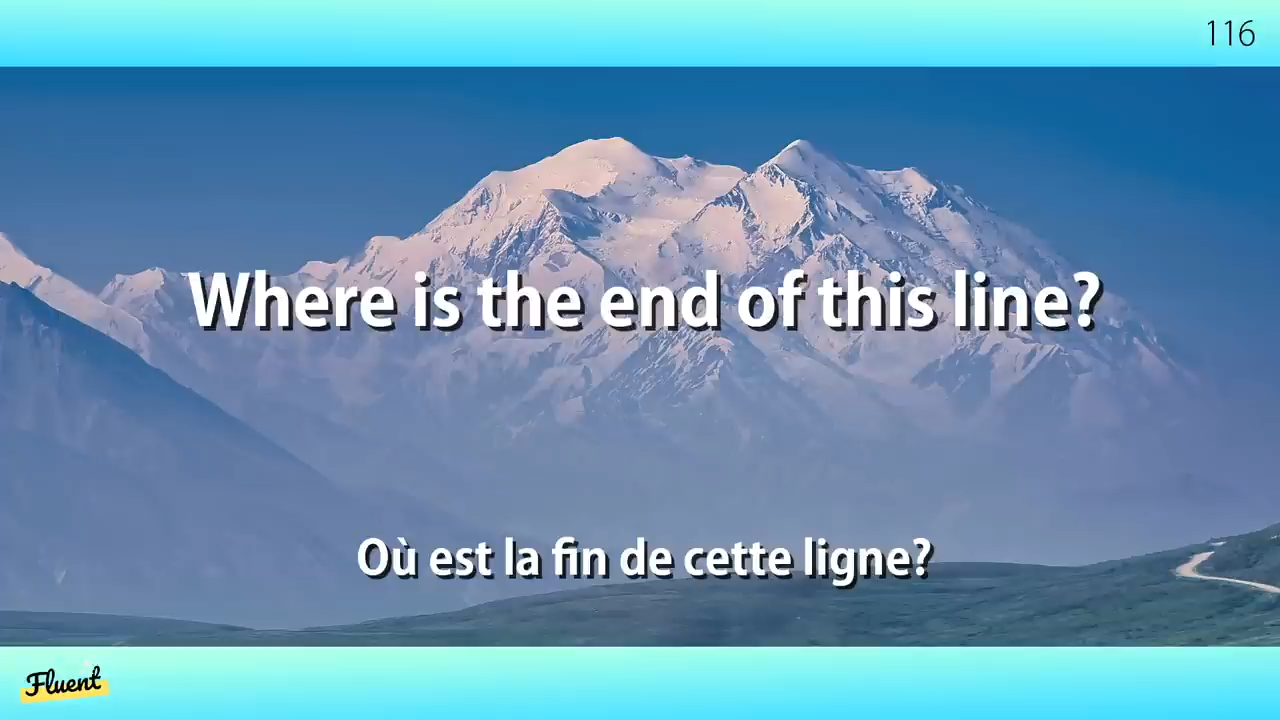 116
Where is the end of this line?
Où est la fin de cette ligne?
Fluent